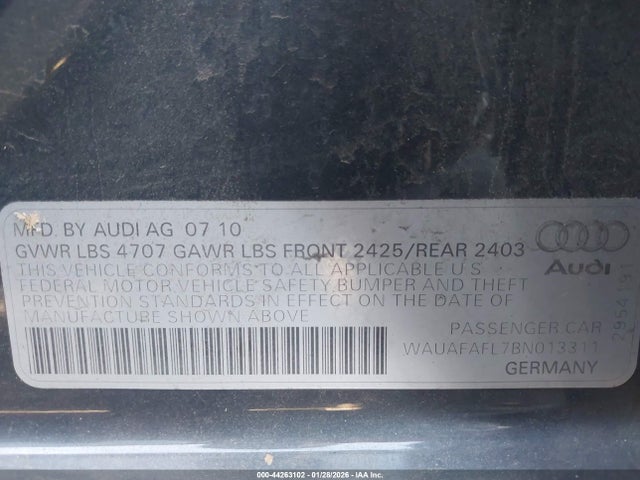 MFD. BY AUDI AG 07 10
GVWR LBS 4707 GAWR LBS FRONT 2425/REAR 2403
THIS VEHICLE CONFORMS TO ALL APPLICABLE U S
FEDERAL MOTOR VEHICLE SAFETY BUMPER AND THEFT
PREVENTION STANDARDS IN EFFECT ON THE DATE OF
MANUFACTURE SHOWN ABOVE
Audi
PASSENGER CAR
WAUAFAFL7BN013311
GERMANY
000-44263102 - 01/28/2026 - IAAI.COM